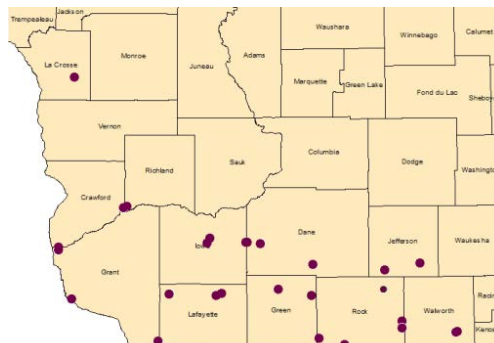 Jackson
Trempealeau
Waushara
Winnebago
Calumet
Monroe
Adams
La Crosse
Juneau
Marquette
Green Lake
Fond du Lac
Sheboy
Vernon
Columbia
Dodge
Washingto
Richland
Sauk
Crawford
Dane
Jefferson
Waukesha
Iowa
Grant
Lafayette
Green
Rock
Walworth
Racin
Kenos